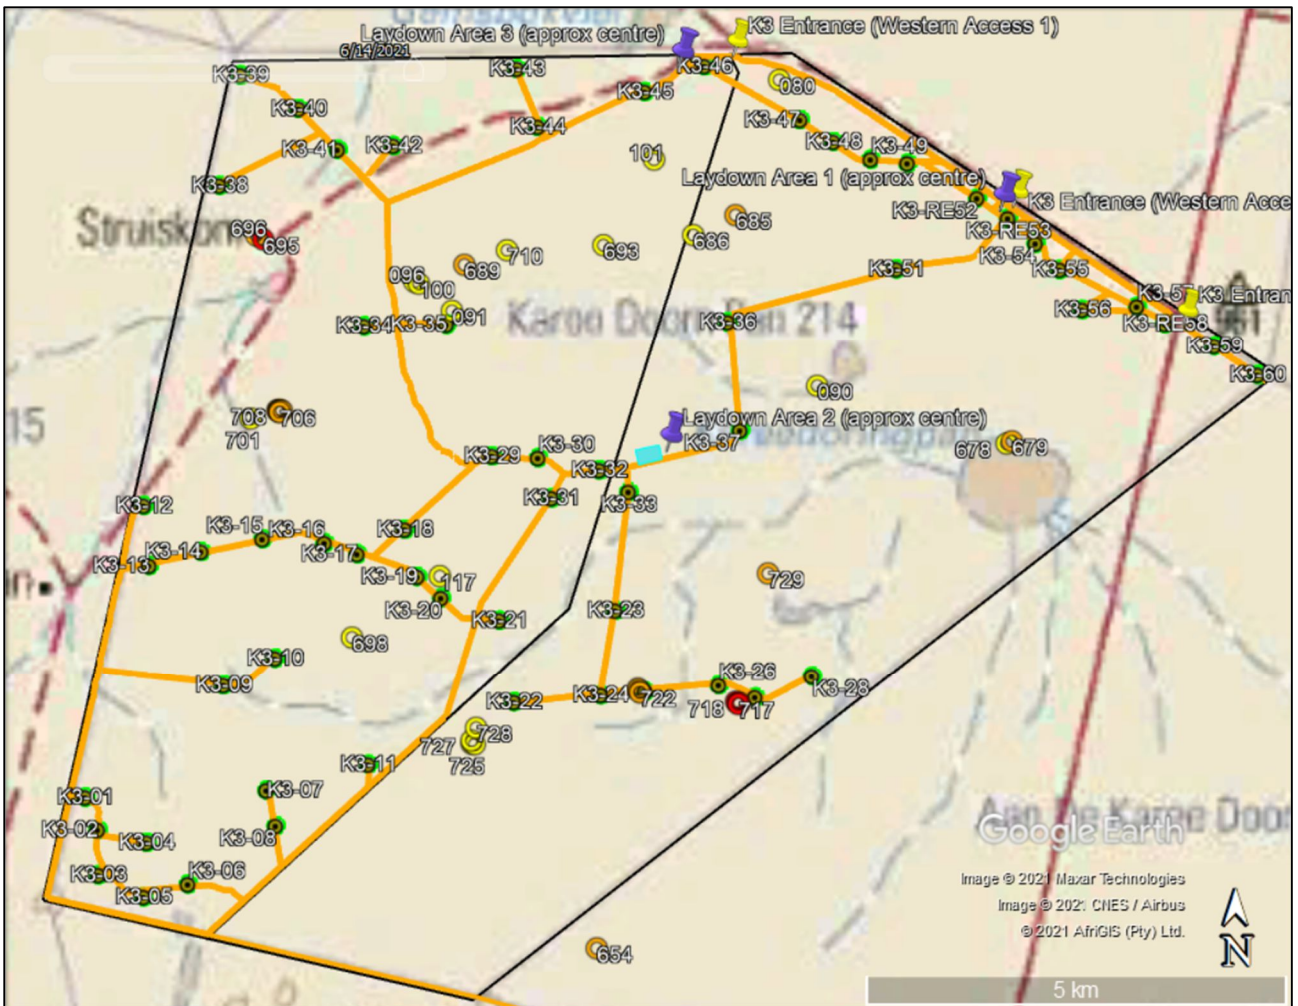 Laydown Area 3 (approx centre)
K3 Entrance (Western Access 1)
6/14/2021
K3-39
K3-43
K3-46
080
K3-45
K3-40
K3-44
K3-47
K3-42
K3-41
K3-48
K3-49
101
Laydown Area 1 (approx centre)
K3-38
K3 Entrance (Western Acce
K3-RE52
685
Struiskom
696
695
686
K3-RE53
693
710
K3-54
689
K3-51
K3-55
096
100
K3-5
K3 Entran
K3-34
K3-35
091
Karee Doorn Pan 214
K3-36
K3-56
K3-RE58
K3-59
K3-60
090
708
706
701
15
Laydown Area 2 (approx centre)
K3-37
678
679
K3-29
K3-30
K3-32
K3-31
K3-33
K3-12
K3-15
K3-16
K3-18
K3-13
K3-14
K3-17
K3-19
117
729
K3-20
K3-21
K3-23
698
K3-10
K3-09
K3-26
K3-28
K3-22
K3-24
722
718
717
728
727
725
K3-11
K3-01
K3-07
K3-02
K3-04
K3-08
K3-03
K3-06
K3-05
Aan De Karee Door
Google Earth
Image © 2021 Maxar Technologies
Image © 2021 CNES / Airbus
© 2021 AfriGIS (Pty) Ltd.
654
N
5 km